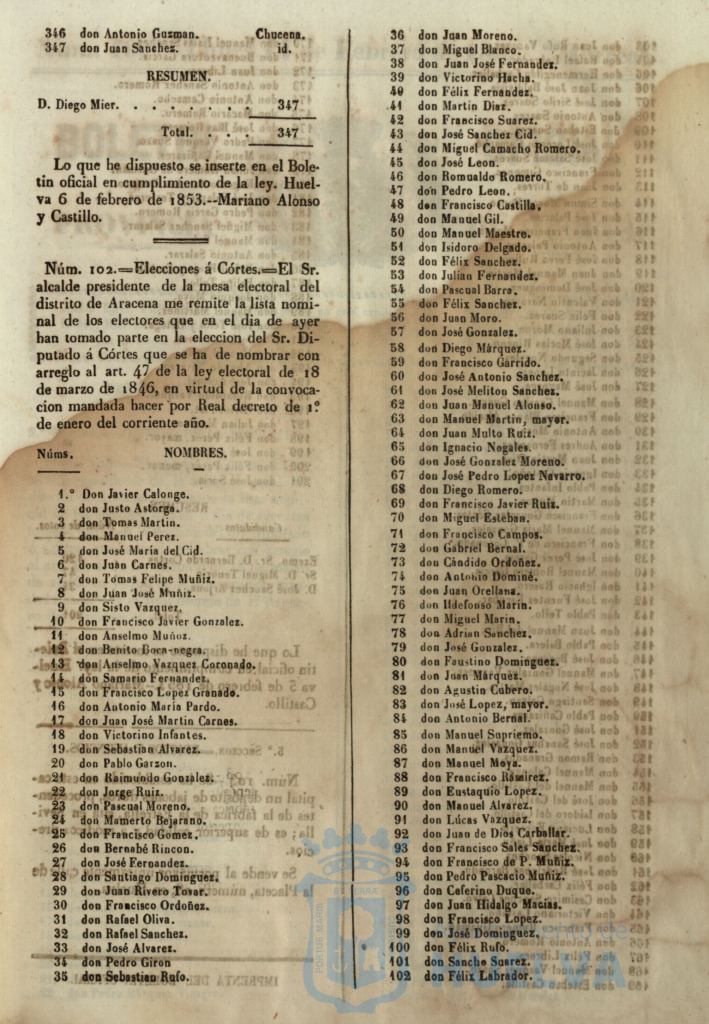 346 don Antonio Guzman. Chucena.
347 don Juan Sanchez. id.
RESUMEN.
D. Diego Mier. . . . . . . 347
Total. . . . 347
Lo que he dispuesto se inserte en el Bole-
tin oficial en cumplimiento de la ley. Huel-
va 6 de febrero de 1853.--Mariano Alonso
y Castillo.
Núm. 102.=Elecciones á Córtes.=El Sr.
alcalde presidente de la mesa electoral del
distrito de Aracena me remite la lista nomi-
nal de los electores que en el dia de ayer
han tomado parte en la eleccion del Sr. Di-
putado á Córtes que se ha de nombrar con
arreglo al art. 47 de la ley electoral de 18
de marzo de 1846, en virtud de la convoca-
cion mandada hacer por Real decreto de 1.º
de enero del corriente año.
Núms. NOMBRES.
1.º Don Javier Calonge.
2 don Justo Astorga.
3 don Tomas Martin.
4 don Manuel Perez.
5 don José María del Cid.
6 don Juan Carnes.
7 don Tomas Felipe Muñiz.
8 don Juan José Muñiz.
9 don Sisto Vazquez.
10 don Francisco Javier Gonzalez.
11 don Anselmo Muñoz.
12 don Benito Boca-negra.
13 don Anselmo Vazquez Coronado.
14 don Samario Fernandez.
15 don Francisco Lopez Granado.
16 don Antonio María Pardo.
17 don Juan José Martin Carnes.
18 don Victorino Infantes.
19 don Sebastian Alvarez.
20 don Pablo Garzon.
21 don Raimundo Gonzalez.
22 don Jorge Ruiz.
23 don Pascual Moreno.
24 don Mamerto Bejarano.
25 don Francisco Gomez.
26 don Bernabé Rincon.
27 don José Fernandez.
28 don Santiago Dominguez.
29 don Juan Rivero Tovar.
30 don Francisco Ordoñez.
31 don Rafael Oliva.
32 don Rafael Sanchez.
33 don José Alvarez.
34 don Pedro Giron
35 don Sebastian Rufo.
36 don Juan Moreno.
37 don Miguel Blanco.
38 don Juan José Fernandez.
39 don Victorino Hacha.
40 don Félix Fernandez.
41 don Martin Diaz.
42 don Francisco Suarez.
43 don José Sanchez Cid.
44 don Miguel Camacho Romero.
45 don José Leon.
46 don Romualdo Romero.
47 don Pedro Leon.
48 don Francisco Castilla.
49 don Manuel Gil.
50 don Manuel Maestre.
51 don Isidoro Delgado.
52 don Félix Sanchez.
53 don Julian Fernandez.
54 don Pascual Barra.
55 don Félix Sanchez.
56 don Juan Moro.
57 don José Gonzalez.
58 don Diego Márquez.
59 don Francisco Garrido.
60 don José Antonio Sanchez.
61 don José Meliton Sanchez.
62 don Juan Manuel Alonso.
63 don Manuel Martin, mayor.
64 don Juan Multo Ruiz.
65 don Ignacio Nogales.
66 don José Gonzalez Moreno.
67 don José Pedro Lopez Navarro.
68 don Diego Romero.
69 don Francisco Javier Ruiz.
70 don Miguel Esteban.
71 don Francisco Campos.
72 don Gabriel Bernal.
73 don Cándido Ordoñez.
74 don Antonio Dominé.
75 don Juan Orellana.
76 don Ildefonso Marin.
77 don Miguel Marin.
78 don Adrian Sanchez.
79 don José Gonzalez.
80 don Faustino Dominguez.
81 don Juan Márquez.
82 don Agustin Cubero.
83 don José Lopez, mayor.
84 don Antonio Bernal.
85 don Manuel Supriemo.
86 don Manuel Vazquez.
87 don Manuel Moya.
88 don Francisco Ramirez.
89 don Eustaquio Lopez.
90 don Manuel Alvarez.
91 don Lúcas Vazquez.
92 don Juan de Dios Carballar.
93 don Francisco Sales Sanchez.
94 don Francisco de P. Muñiz.
95 don Pedro Pascacio Muñiz.
96 don Ceferino Duque.
97 don Juan Hidalgo Macías.
98 don Francisco Lopez.
99 don José Dominguez.
100 don Félix Rufo.
101 don Sancho Suarez.
102 don Félix Labrador.